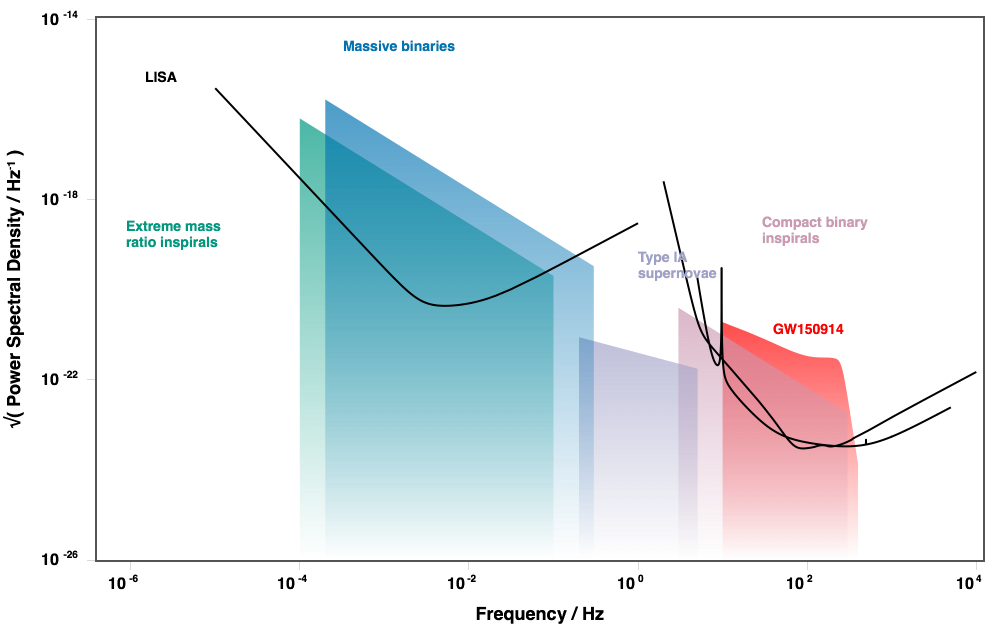 10 -14
Massive binaries
LISA
10 -18
Extreme mass
ratio inspirals
Compact binary
inspirals
Type IA
supernovae
GW150914
10 -22
10 -26
√( Power Spectral Density / Hz-1 )
10 -6
10 -4
10 -2
10 0
10 2
10 4
Frequency / Hz